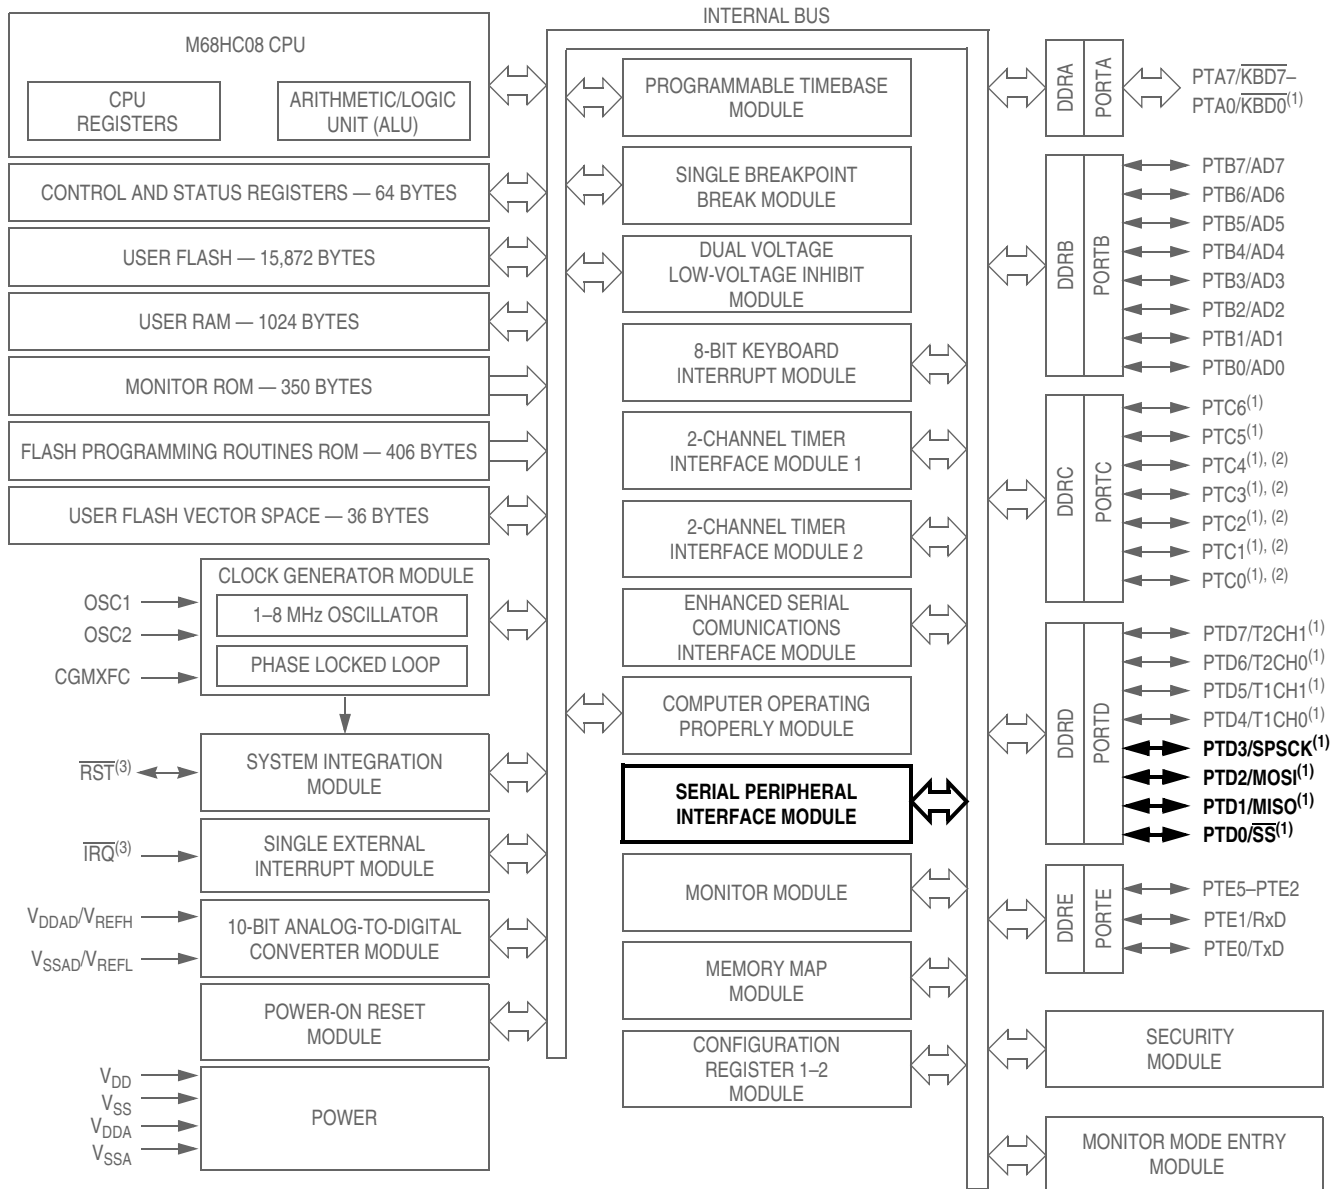 INTERNAL BUS
M68HC08 CPU
CPU
REGISTERS
ARITHMETIC/LOGIC
UNIT (ALU)
CONTROL AND STATUS REGISTERS — 64 BYTES
USER FLASH — 15,872 BYTES
USER RAM — 1024 BYTES
MONITOR ROM — 350 BYTES
FLASH PROGRAMMING ROUTINES ROM — 406 BYTES
USER FLASH VECTOR SPACE — 36 BYTES
CLOCK GENERATOR MODULE
1–8 MHz OSCILLATOR
PHASE LOCKED LOOP
OSC1
OSC2
CGMXFC
SYSTEM INTEGRATION
MODULE
RST(3)
SINGLE EXTERNAL
INTERRUPT MODULE
IRQ(3)
10-BIT ANALOG-TO-DIGITAL
CONVERTER MODULE
VDDAD/VREFH
VSSAD/VREFL
POWER-ON RESET
MODULE
POWER
VDD
VSS
VDDA
VSSA
PROGRAMMABLE TIMEBASE
MODULE
SINGLE BREAKPOINT
BREAK MODULE
DUAL VOLTAGE
LOW-VOLTAGE INHIBIT
MODULE
8-BIT KEYBOARD
INTERRUPT MODULE
2-CHANNEL TIMER
INTERFACE MODULE 1
2-CHANNEL TIMER
INTERFACE MODULE 2
ENHANCED SERIAL
COMUNICATIONS
INTERFACE MODULE
COMPUTER OPERATING
PROPERLY MODULE
SERIAL PERIPHERAL
INTERFACE MODULE
MONITOR MODULE
MEMORY MAP
MODULE
CONFIGURATION
REGISTER 1–2
MODULE
DDRA
PORTA
PTA7/KBD7–
PTA0/KBD0(1)
DDRB
PORTB
PTB7/AD7
PTB6/AD6
PTB5/AD5
PTB4/AD4
PTB3/AD3
PTB2/AD2
PTB1/AD1
PTB0/AD0
DDRC
PORTC
PTC6(1)
PTC5(1)
PTC4(1), (2)
PTC3(1), (2)
PTC2(1), (2)
PTC1(1), (2)
PTC0(1), (2)
DDRD
PORTD
PTD7/T2CH1(1)
PTD6/T2CH0(1)
PTD5/T1CH1(1)
PTD4/T1CH0(1)
PTD3/SPSCK(1)
PTD2/MOSI(1)
PTD1/MISO(1)
PTD0/SS(1)
DDRE
PORTE
PTE5–PTE2
PTE1/RxD
PTE0/TxD
SECURITY
MODULE
MONITOR MODE ENTRY
MODULE